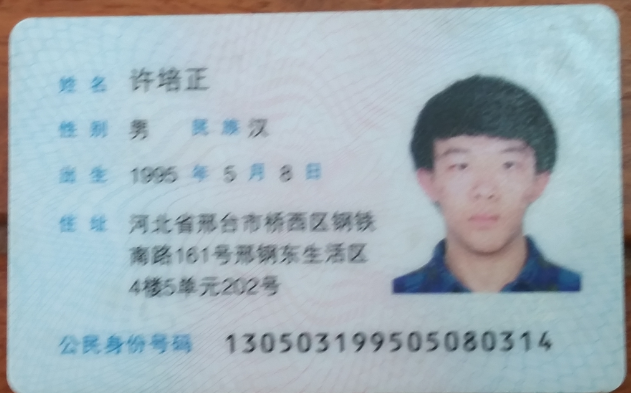 姓名 许培正
性别 男 民族 汉
出生 1995 年 5 月 8 日
住址 河北省邢台市桥西区钢铁
南路161号邢钢东生活区
4楼5单元202号
公民身份号码 130503199505080314